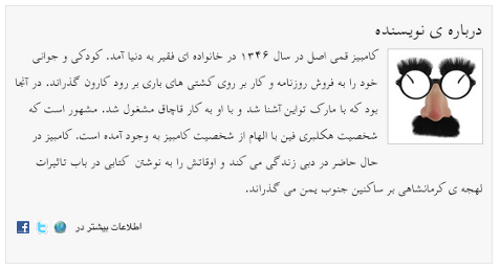 درباره ی نویسنده
کامبیز قمی اصل در سال ۱۳۴۶ در خانواده ای فقیر به دنیا آمد. کودکی و جوانی
خود را به فروش روزنامه و کار بر روی کشتی های باری بر رود کارون گذراند. در آنجا
بود که با مارک تواین آشنا شد و با او به کار قاچاق مشغول شد. مشهور است که
شخصیت هکلبری فین با الهام از شخصیت کامبیز به وجود آمده است. کامبیز در
حال حاضر در دبی زندگی می کند و اوقاتش را به نوشتن کتابی در باب تاثیرات
لهجه ی کرمانشاهی بر ساکنین جنوب یمن می گذراند.
اطلاعات بیشتر در